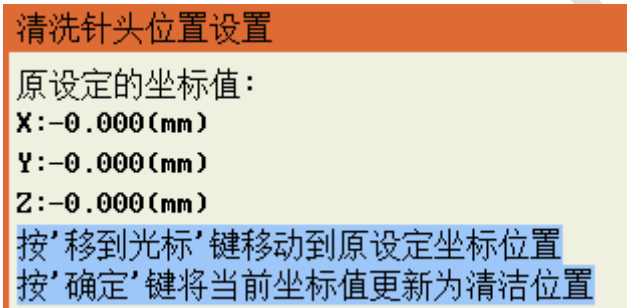 清洗针头位置设置
原设定的坐标值:
X:-0.000(mm)
Y:-0.000(mm)
Z:-0.000(mm)
按'移到光标'键移动到原设定坐标位置
按'确定'键将当前坐标值更新为清洁位置